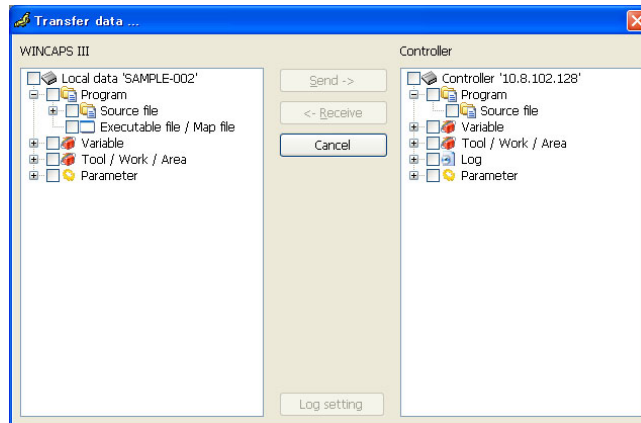 Transfer data ...
WINCAPS III
Local data 'SAMPLE-002'
Program
Source file
Executable file / Map file
Variable
Tool / Work / Area
Parameter
Send ->
<- Receive
Cancel
Log setting
Controller
Controller '10.8.102.128'
Program
Source file
Variable
Tool / Work / Area
Log
Parameter